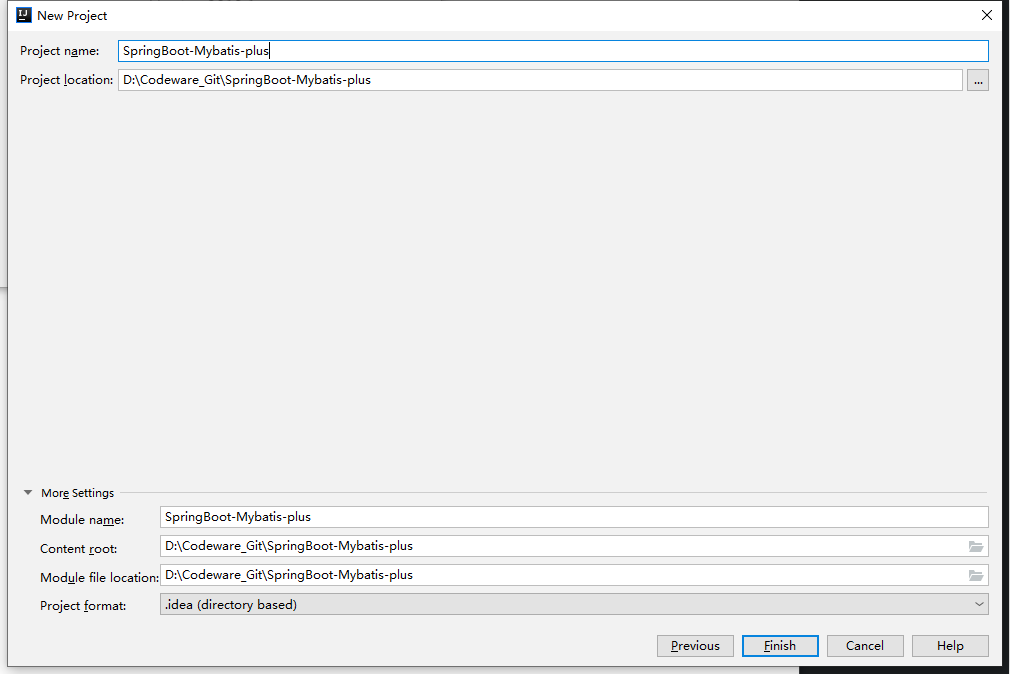 New Project
Project name: SpringBoot-Mybatis-plus
Project location: D:\Codeware_Git\SpringBoot-Mybatis-plus ...
More Settings
Module name: SpringBoot-Mybatis-plus
Content root: D:\Codeware_Git\SpringBoot-Mybatis-plus
Module file location: D:\Codeware_Git\SpringBoot-Mybatis-plus
Project format: .idea (directory based)
Previous Finish Cancel Help